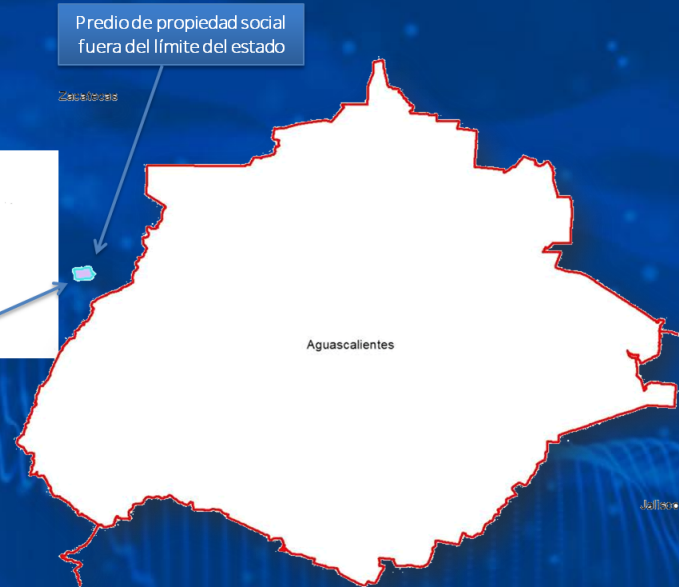 Predio de propiedad social
fuera del límite del estado
Zacatecas
Aguascalientes
Jalisco